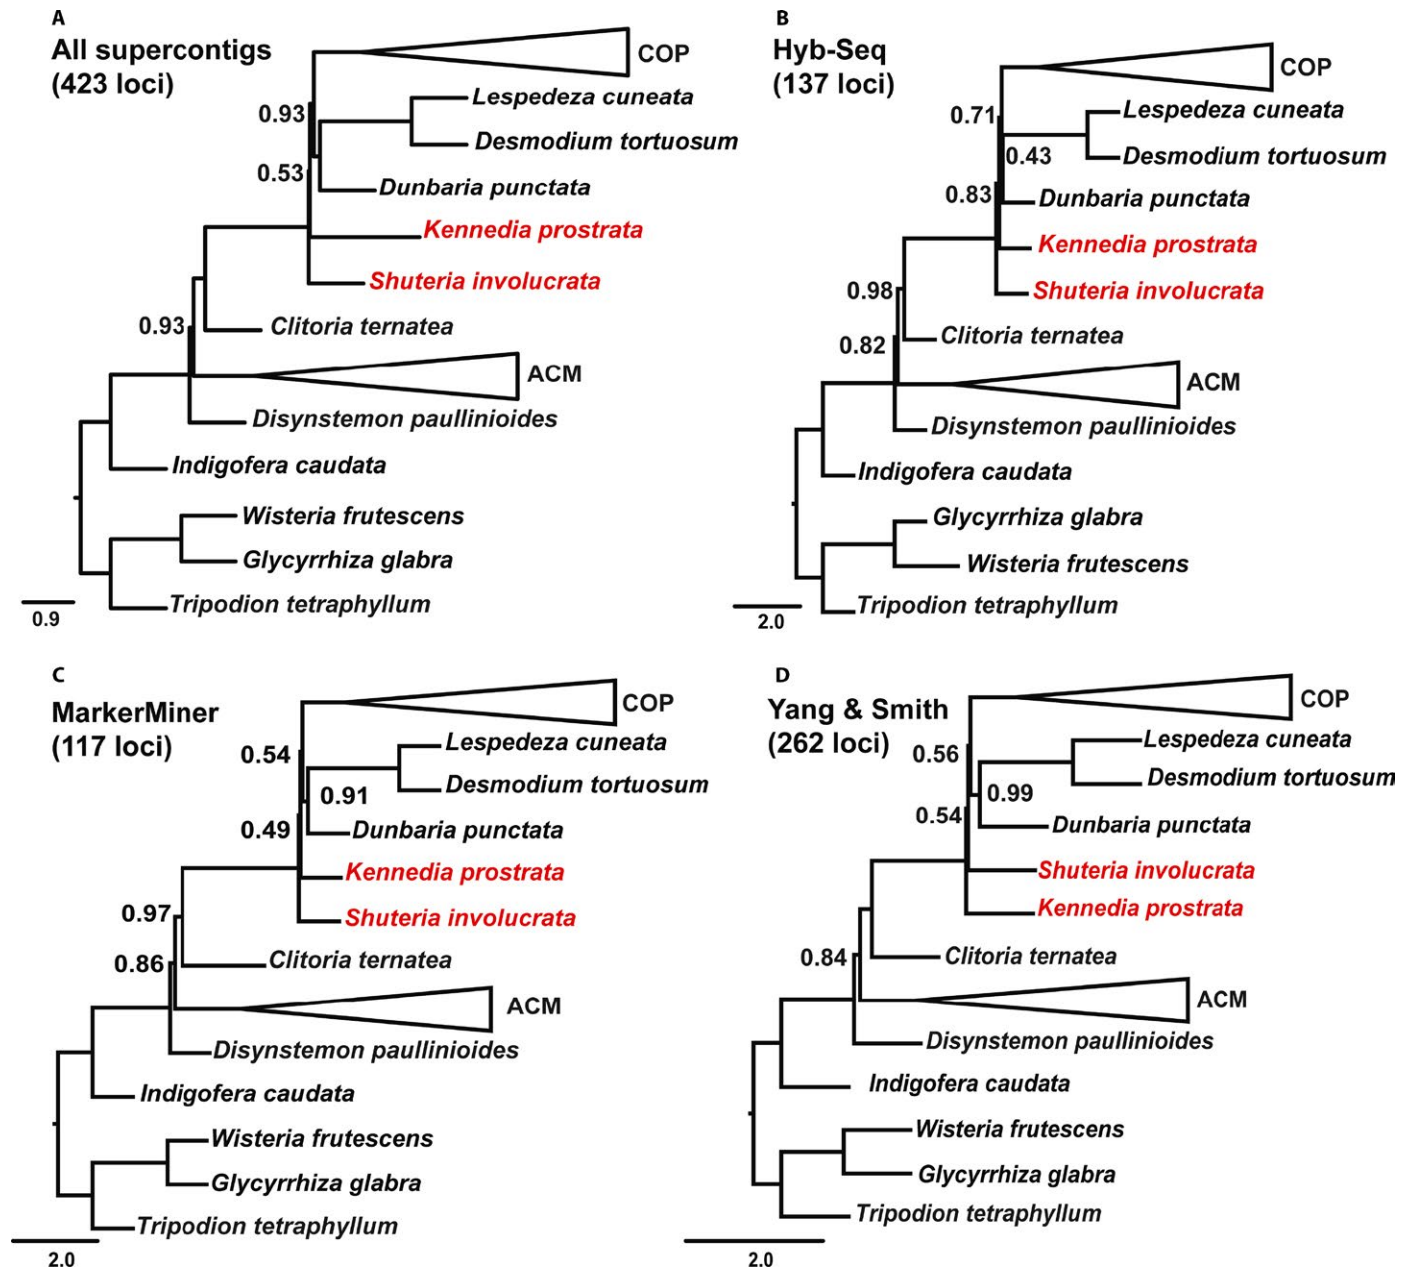 A
All supercontigs
(423 loci)
COP
Lespedeza cuneata
0.93
Desmodium tortuosum
0.53
Dunbaria punctata
Kennedia prostrata
Shuteria involucrata
0.93
Clitoria ternatea
ACM
Disynstemon paullinioides
Indigofera caudata
Wisteria frutescens
Glycyrrhiza glabra
Tripodion tetraphyllum
0.9
B
Hyb-Seq
(137 loci)
COP
Lespedeza cuneata
0.71
0.43
Desmodium tortuosum
0.83
Dunbaria punctata
Kennedia prostrata
0.98
Shuteria involucrata
Clitoria ternatea
0.82
ACM
Disynstemon paullinioides
Indigofera caudata
Glycyrrhiza glabra
Wisteria frutescens
Tripodion tetraphyllum
2.0
C
MarkerMiner
(117 loci)
COP
Lespedeza cuneata
0.54
Desmodium tortuosum
0.91
0.49
Dunbaria punctata
Kennedia prostrata
0.97
Shuteria involucrata
0.86
Clitoria ternatea
ACM
Disynstemon paullinioides
Indigofera caudata
Wisteria frutescens
Glycyrrhiza glabra
Tripodion tetraphyllum
2.0
D
Yang & Smith
(262 loci)
COP
Lespedeza cuneata
0.56
Desmodium tortuosum
0.99
0.54
Dunbaria punctata
Shuteria involucrata
Kennedia prostrata
0.84
Clitoria ternatea
ACM
Disynstemon paullinioides
Indigofera caudata
Wisteria frutescens
Glycyrrhiza glabra
Tripodion tetraphyllum
2.0